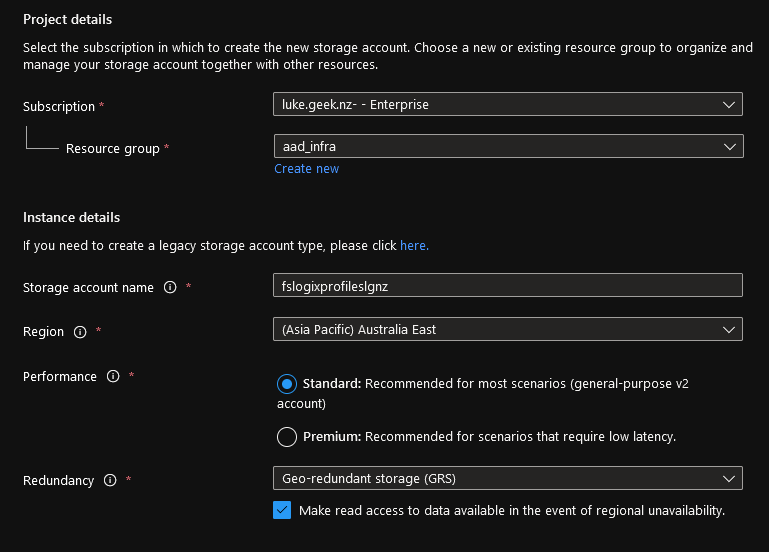 Project details
Select the subscription in which to create the new storage account. Choose a new or existing resource group to organize and
manage your storage account together with other resources.
Subscription *
luke.geek.nz- - Enterprise
Resource group *
aad_infra
Create new
Instance details
If you need to create a legacy storage account type, please click here.
Storage account name *
fslogixprofileslgnz
Region *
(Asia Pacific) Australia East
Performance *
Standard: Recommended for most scenarios (general-purpose v2
account)
Premium: Recommended for scenarios that require low latency.
Redundancy *
Geo-redundant storage (GRS)
Make read access to data available in the event of regional unavailability.